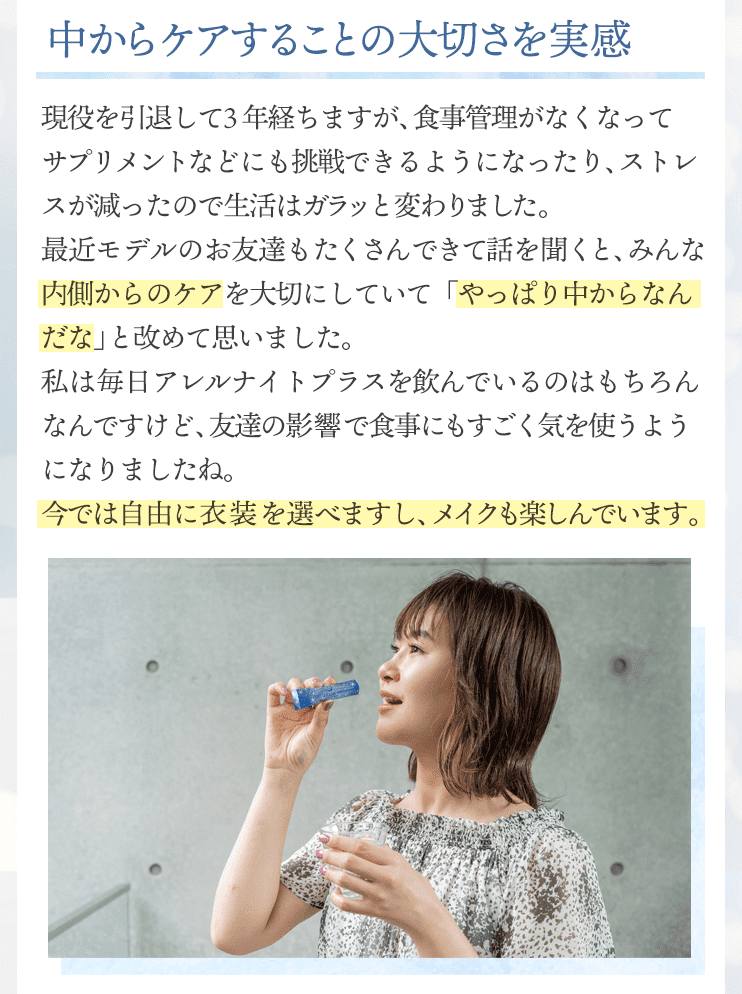 中からケアすることの大切さを実感
現役を引退して3年経ちますが、食事管理がなくなって
サプリメントなどにも挑戦できるようになったり、ストレ
スが減ったので生活はガラッと変わりました。
最近モデルのお友達もたくさんできて話を聞くと、みんな
内側からのケアを大切にしていて「やっぱり中からなん
だな」と改めて思いました。
私は毎日アレルナイトプラスを飲んでいるのはもちろん
なんですけど、友達の影響で食事にもすごく気を使うよう
になりましたね。
今では自由に衣装を選べますし、メイクも楽しんでいます。